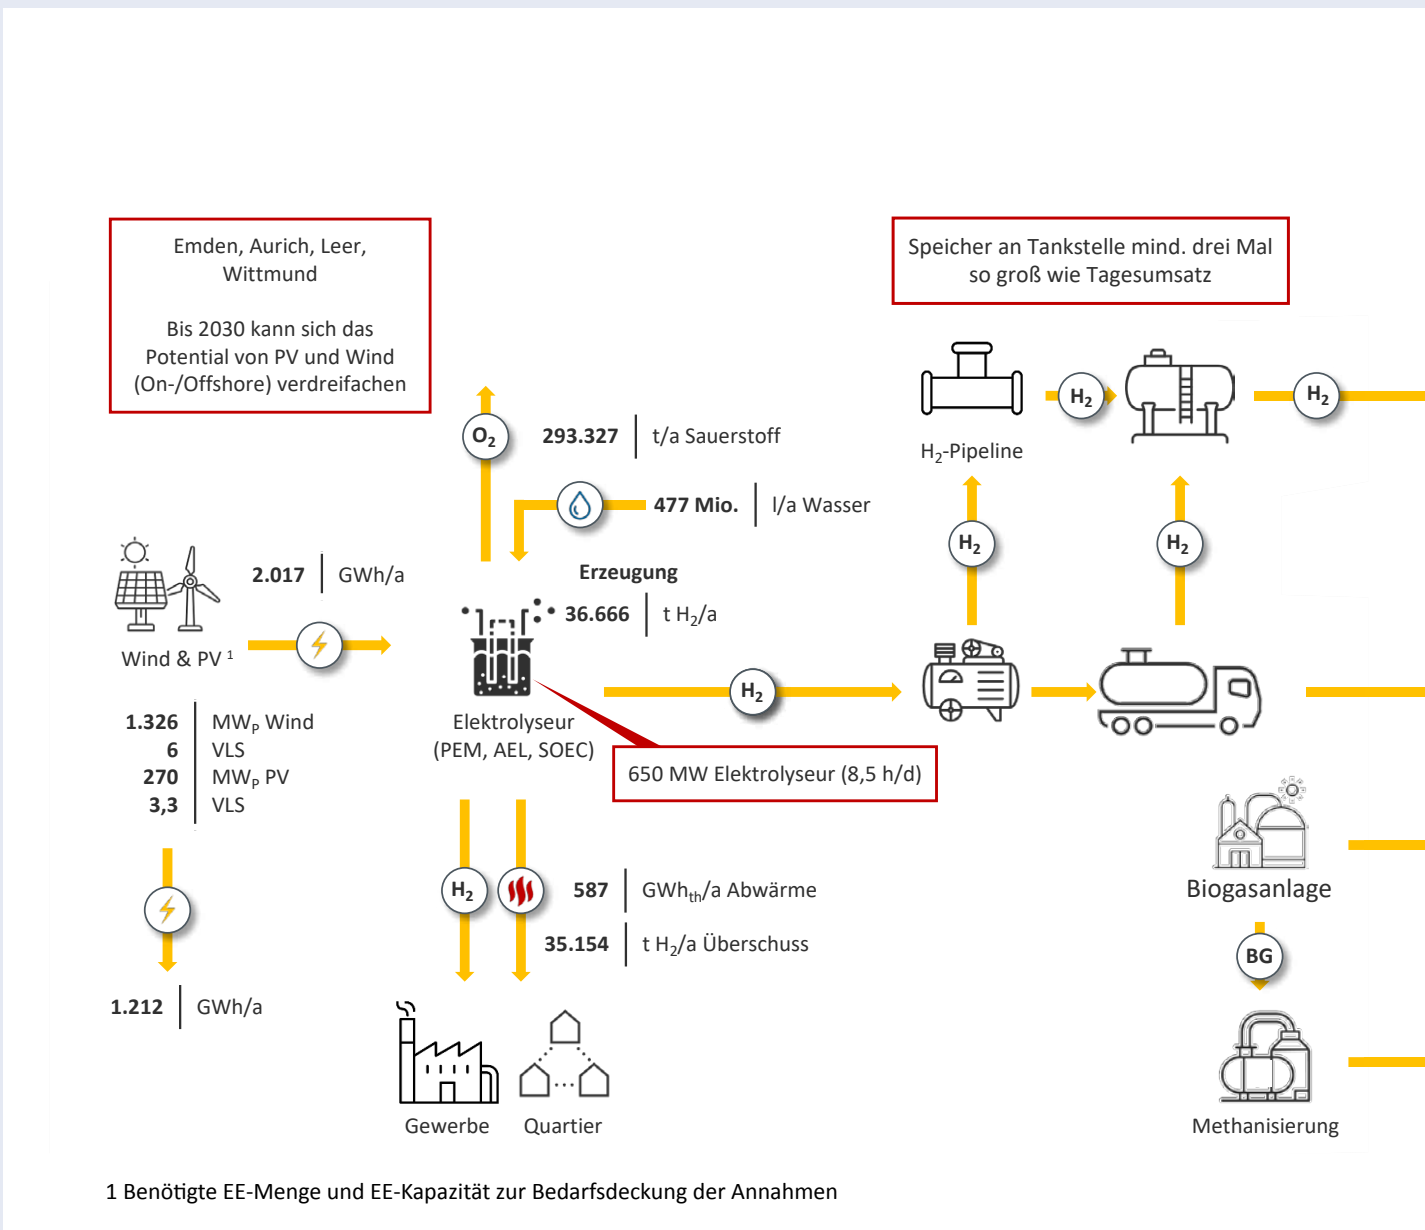 Emden, Aurich, Leer,
Wittmund
Bis 2030 kann sich das
Potential von PV und Wind
(On-/Offshore) verdreifachen
Speicher an Tankstelle mind. drei Mal
so groß wie Tagesumsatz
H₂
H₂
H₂-Pipeline
O₂
293.327 t/a Sauerstoff
477 Mio. l/a Wasser
H₂
H₂
2.017 GWh/a
Erzeugung
36.666 t H₂/a
Wind & PV ¹
H₂
1.326 MWₚ Wind
6 VLS
270 MWₚ PV
3,3 VLS
Elektrolyseur
(PEM, AEL, SOEC)
650 MW Elektrolyseur (8,5 h/d)
H₂
587 GWhₜₕ/a Abwärme
35.154 t H₂/a Überschuss
Biogasanlage
BG
1.212 GWh/a
Gewerbe
Quartier
Methanisierung
1 Benötigte EE-Menge und EE-Kapazität zur Bedarfsdeckung der Annahmen